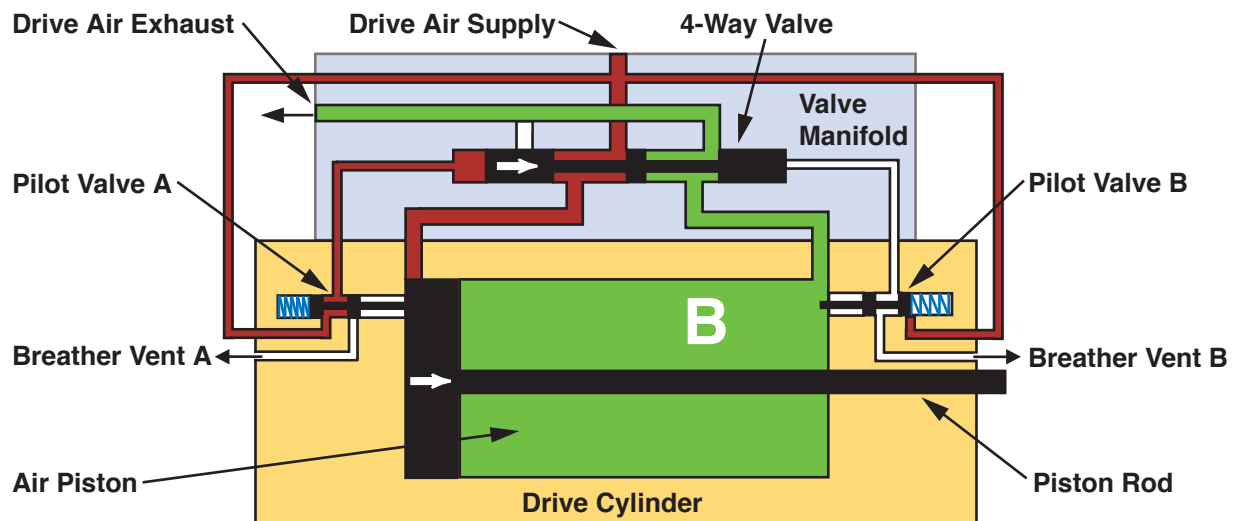 Drive Air Exhaust
Drive Air Supply
4-Way Valve
Valve
Manifold
Pilot Valve A
Pilot Valve B
B
Breather Vent A
Breather Vent B
Air Piston
Piston Rod
Drive Cylinder